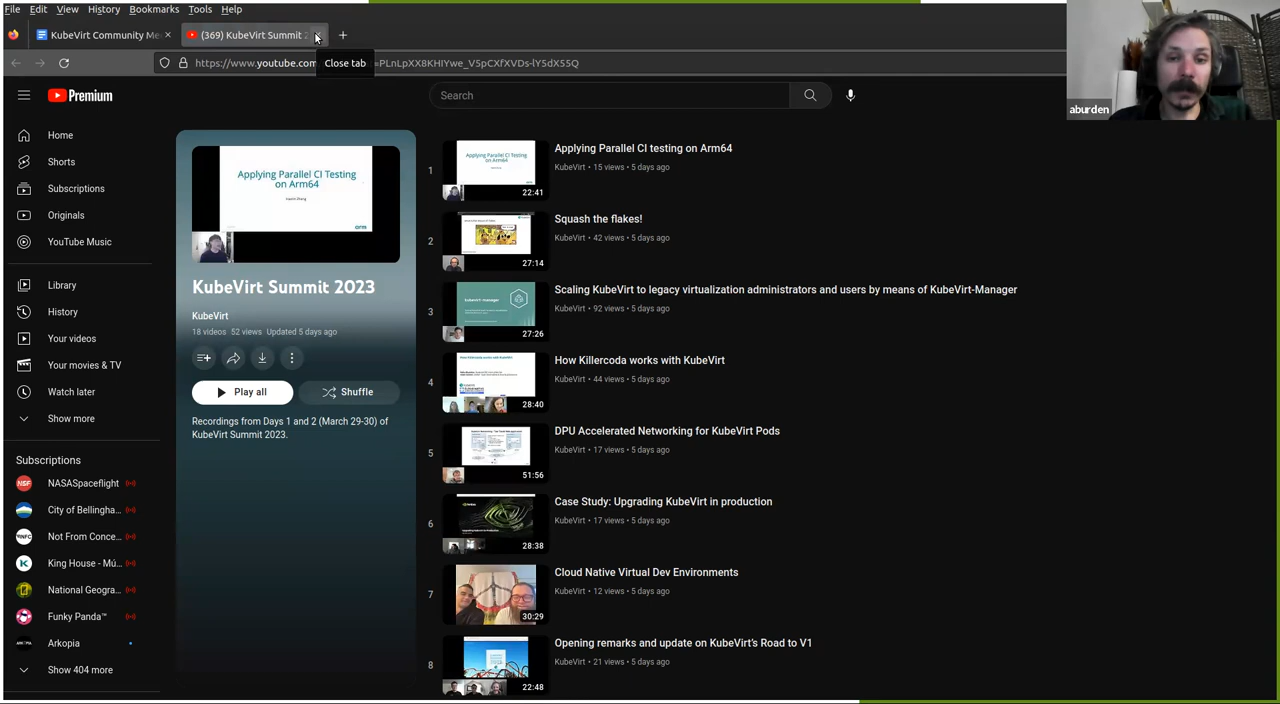 File Edit View History Bookmarks Tools Help
KubeVirt Community Me
(369) KubeVirt Summit 2
https://www.youtube.com
=PLnLpXX8KHIYwe_V5pCXfXVDs-lY5dX55Q
Close tab
aburden
Premium
Search
Home
Shorts
Subscriptions
Originals
YouTube Music
Library
History
Your videos
Your movies & TV
Watch later
Show more
Subscriptions
NASASpaceflight
City of Bellingha...
Not From Conce...
King House - Mú...
National Geogra...
Funky Panda™
Arkopia
Show 404 more
Applying Parallel CI Testing
on Arm64
arm
KubeVirt Summit 2023
KubeVirt
18 videos 52 views Updated 5 days ago
Play all
Shuffle
Recordings from Days 1 and 2 (March 29-30) of
KubeVirt Summit 2023.
1
Applying Parallel CI Testing
on Arm64
22:41
Applying Parallel CI testing on Arm64
KubeVirt • 15 views • 5 days ago
2
27:14
Squash the flakes!
KubeVirt • 42 views • 5 days ago
3
27:26
Scaling KubeVirt to legacy virtualization administrators and users by means of KubeVirt-Manager
KubeVirt • 92 views • 5 days ago
4
28:40
How Killercoda works with KubeVirt
KubeVirt • 44 views • 5 days ago
5
51:56
DPU Accelerated Networking for KubeVirt Pods
KubeVirt • 17 views • 5 days ago
6
28:38
Case Study: Upgrading KubeVirt in production
KubeVirt • 17 views • 5 days ago
7
30:29
Cloud Native Virtual Dev Environments
KubeVirt • 12 views • 5 days ago
8
22:48
Opening remarks and update on KubeVirt's Road to V1
KubeVirt • 21 views • 5 days ago